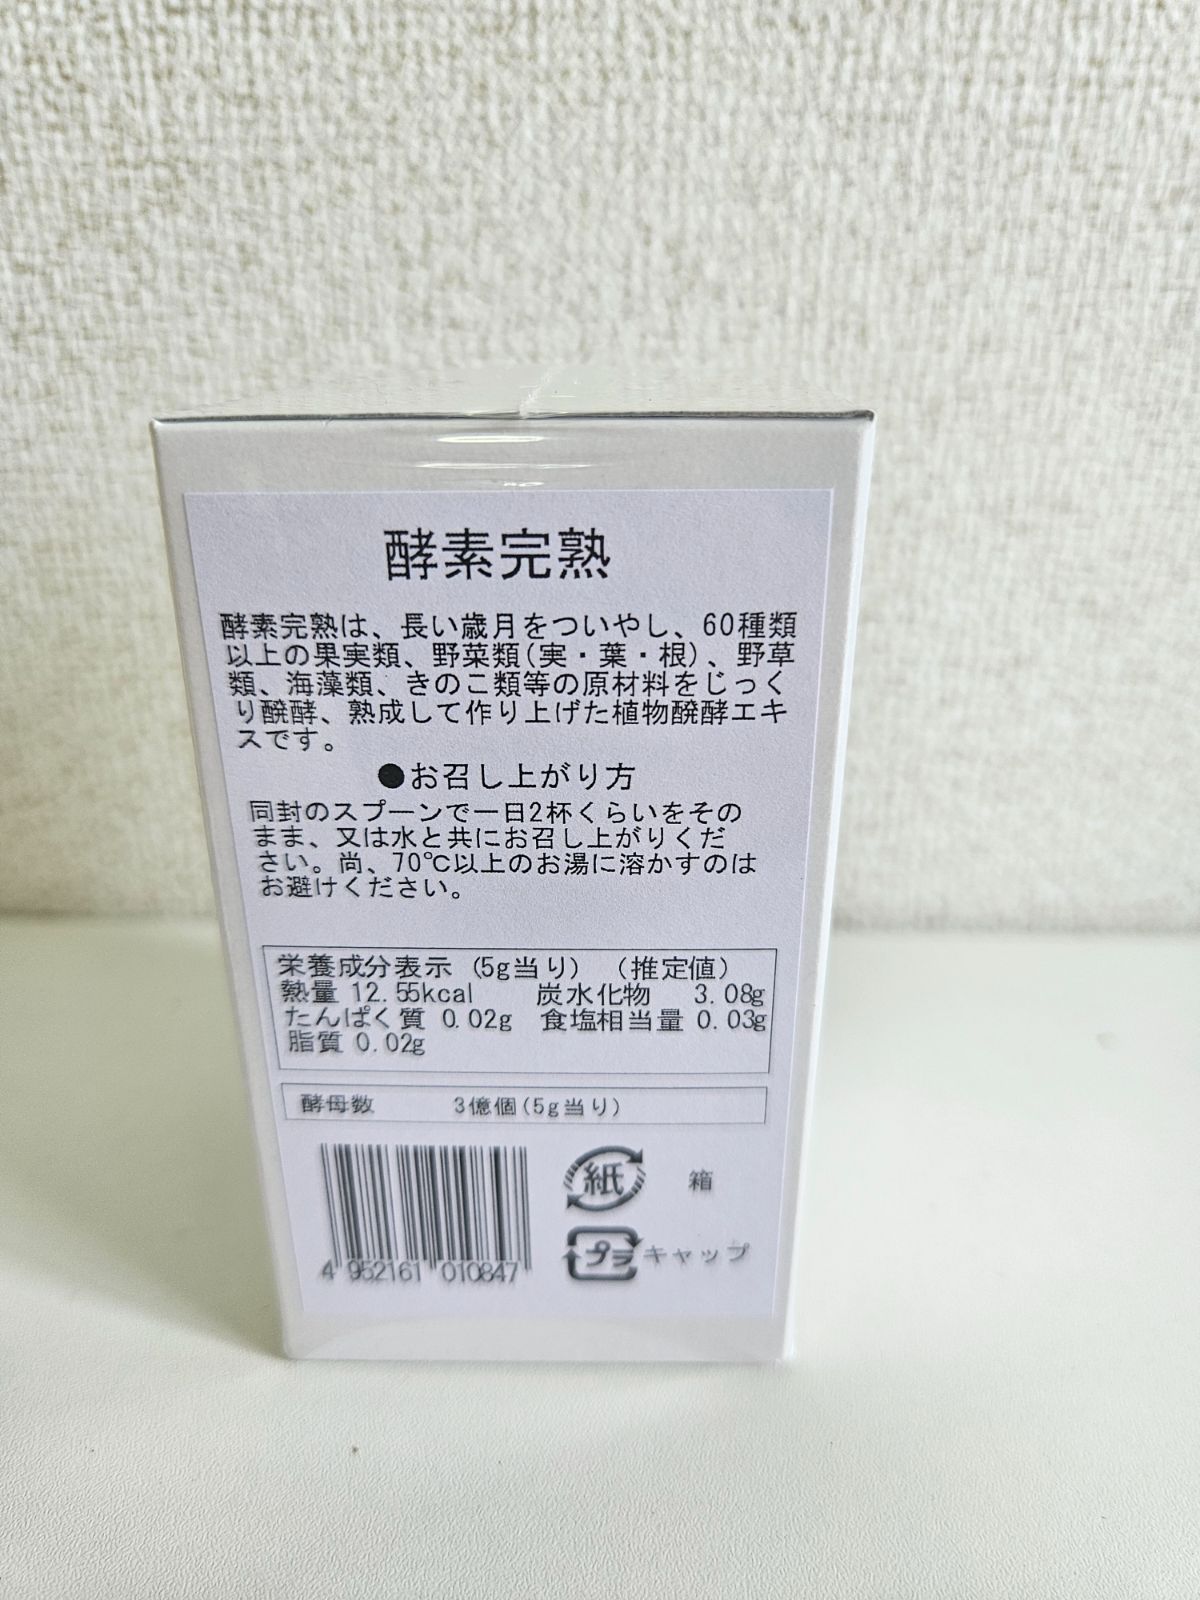 酵素完熟
酵素完熟は、長い歳月をついやし、60種類
以上の果実類、野菜類(実・葉・根)、野草
類、海藻類、きのこ類等の原材料をじっく
り醗酵、熟成して作り上げた植物醗酵エキ
スです。
●お召し上がり方
同封のスプーンで一日2杯くらいをその
まま、又は水と共にお召し上がりくだ
さい。尚、70℃以上のお湯に溶かすのは
お避けください。
栄養成分表示 (5g当り) (推定値)
熱量 12.55kcal 炭水化物 3.08g
たんぱく質 0.02g 食塩相当量 0.03g
脂質 0.02g
酵母数 3億個(5g当り)
紙 箱
プラ キャップ
4 952161 010847